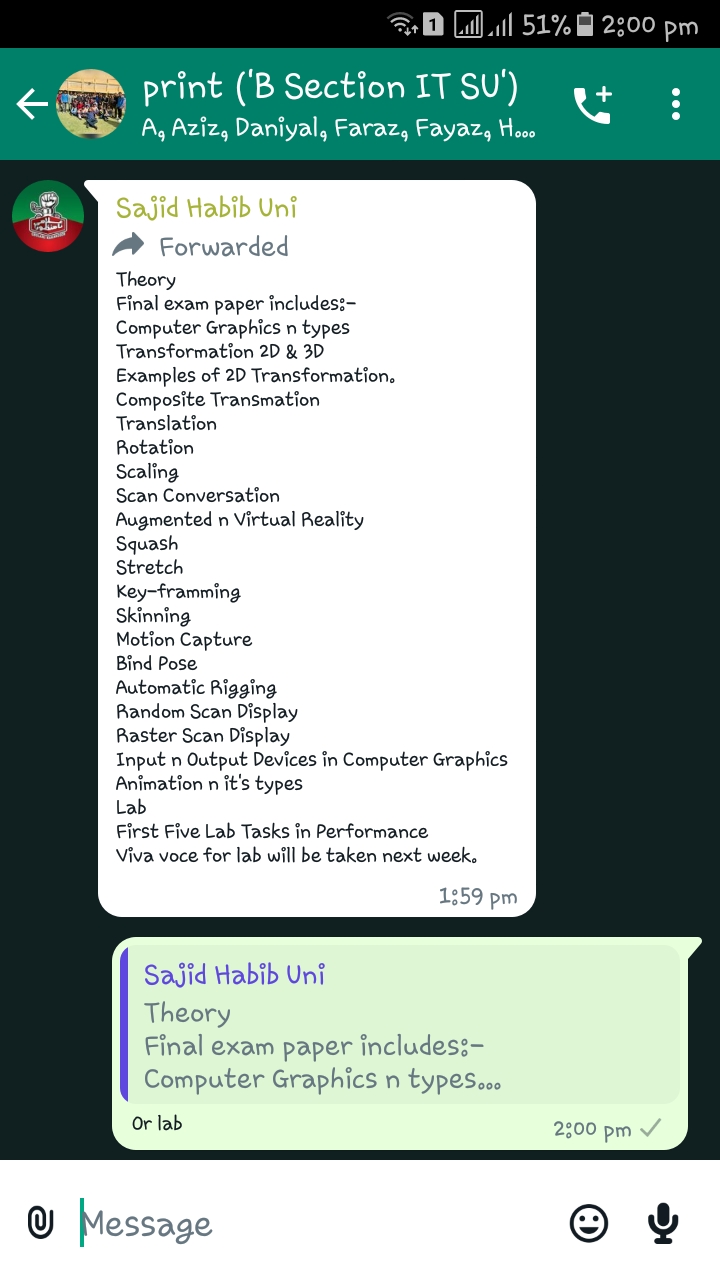 1 51% 2:00 pm
print ('B Section IT SU')
A, Aziz, Daniyal, Faraz, Fayaz, H...
Sajid Habib Uni
Forwarded
Theory
Final exam paper includes:-
Computer Graphics n types
Transformation 2D & 3D
Examples of 2D Transformation.
Composite Transmation
Translation
Rotation
Scaling
Scan Conversation
Augmented n Virtual Reality
Squash
Stretch
Key-framming
Skinning
Motion Capture
Bind Pose
Automatic Rigging
Random Scan Display
Raster Scan Display
Input n Output Devices in Computer Graphics
Animation n it's types
Lab
First Five Lab Tasks in Performance
Viva voce for lab will be taken next week.
1:59 pm
Sajid Habib Uni
Theory
Final exam paper includes:-
Computer Graphics n types...
Or lab
2:00 pm
Message